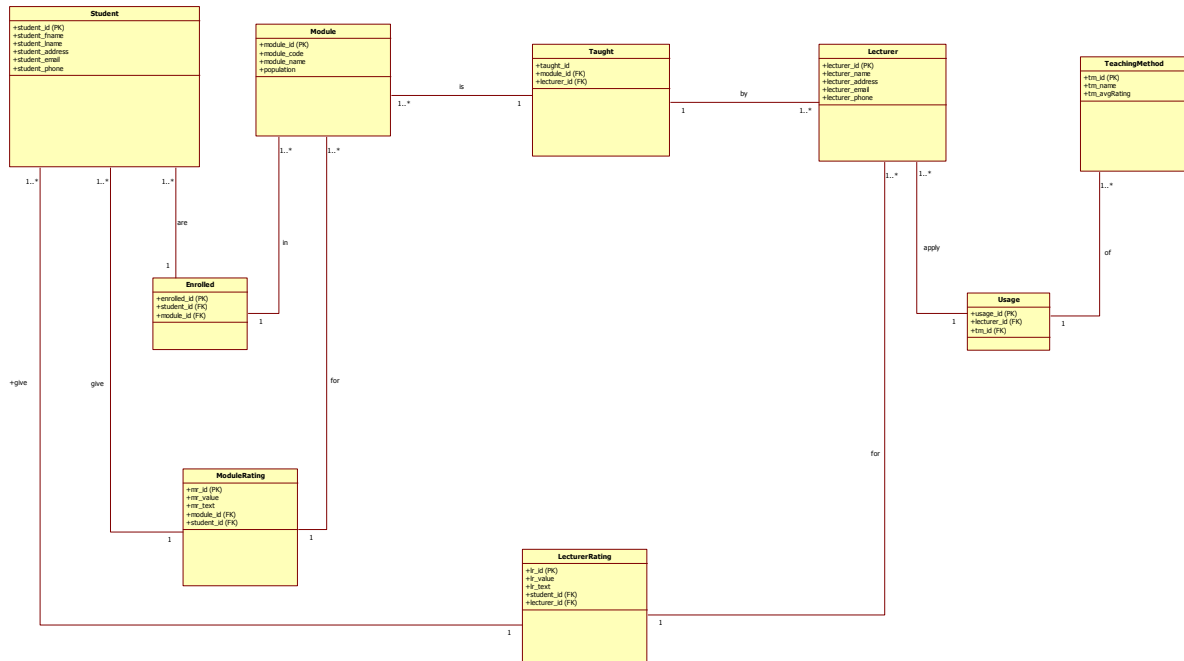 Student
+student_id (PK)
+student_fname
+student_lname
+student_address
+student_email
+student_phone
Module
+module_id (PK)
+module_code
+module_name
+population
Taught
+taught_id
+module_id (FK)
+lecturer_id (FK)
Lecturer
+lecturer_id (PK)
+lecturer_name
+lecturer_address
+lecturer_email
+lecturer_phone
TeachingMethod
+tm_id (PK)
+tm_name
+tm_avgRating
is
1..*
1
by
1
1..*
1..*
1..*
1..*
1..*
1..*
1..*
1..*
1..*
are
in
apply
of
1
1
1
1
Enrolled
+enrolled_id (PK)
+student_id (FK)
+module_id (FK)
Usage
+usage_id (PK)
+lecturer_id (FK)
+tm_id (FK)
+give
give
for
for
ModuleRating
+mr_id (PK)
+mr_value
+mr_text
+module_id (FK)
+student_id (FK)
1
1
LecturerRating
+lr_id (PK)
+lr_value
+lr_text
+student_id (FK)
+lecturer_id (FK)
1
1